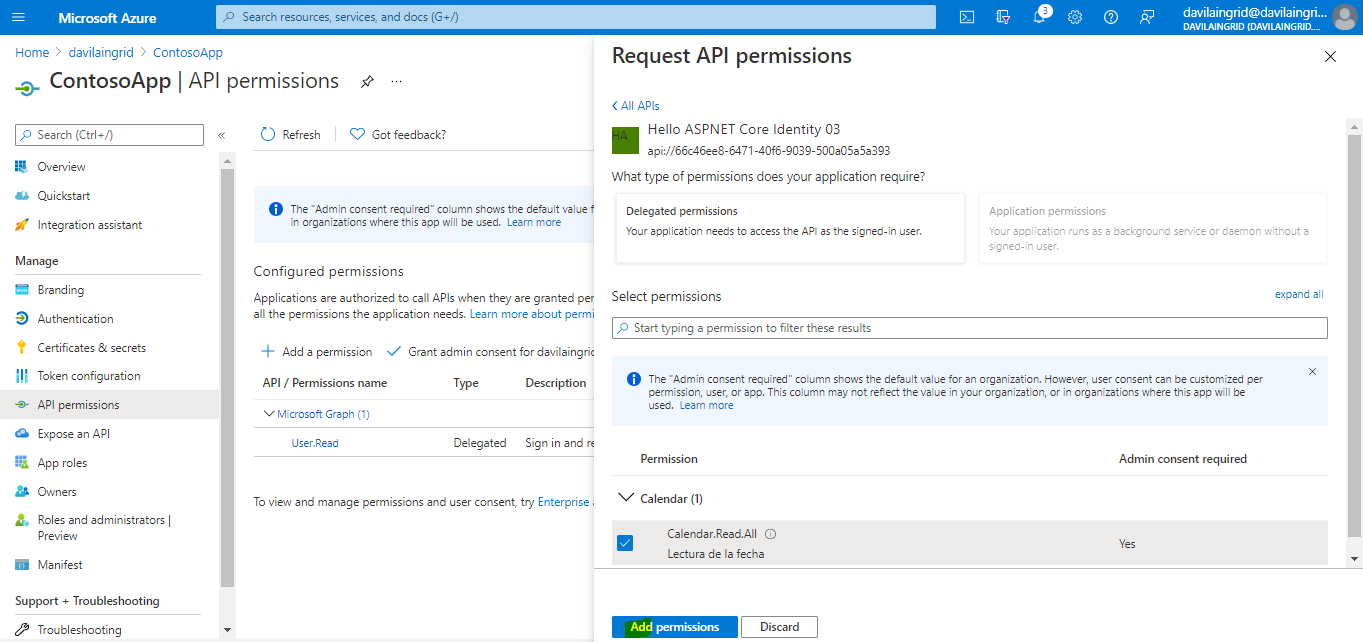 Microsoft Azure
Search resources, services, and docs (G+/)
3
davilaingrid@davilaingri...
DAVILAINGRID (DAVILAINGRID....
Home > davilaingrid > ContosoApp
ContosoApp | API permissions
...
Search (Ctrl+/)
«
Overview
Quickstart
Integration assistant
Manage
Branding
Authentication
Certificates & secrets
Token configuration
API permissions
Expose an API
App roles
Owners
Roles and administrators |
Preview
Manifest
Support + Troubleshooting
Troubleshooting
Refresh
Got feedback?
The "Admin consent required" column shows the default value f
in organizations where this app will be used. Learn more
Configured permissions
Applications are authorized to call APIs when they are granted per
all the permissions the application needs. Learn more about permi
Add a permission
Grant admin consent for davilaingrid
API / Permissions name Type Description
Microsoft Graph (1)
User.Read Delegated Sign in and re
To view and manage permissions and user consent, try Enterprise
Request API permissions
All APIs
HA
Hello ASPNET Core Identity 03
api://66c46ee8-6471-40f6-9039-500a05a5a393
What type of permissions does your application require?
Delegated permissions
Your application needs to access the API as the signed-in user.
Application permissions
Your application runs as a background service or daemon without a
signed-in user.
Select permissions
expand all
Start typing a permission to filter these results
The "Admin consent required" column shows the default value for an organization. However, user consent can be customized per
permission, user, or app. This column may not reflect the value in your organization, or in organizations where this app will be
used. Learn more
Permission Admin consent required
Calendar (1)
Calendar.Read.All
Lectura de la fecha
Yes
Add permissions
Discard